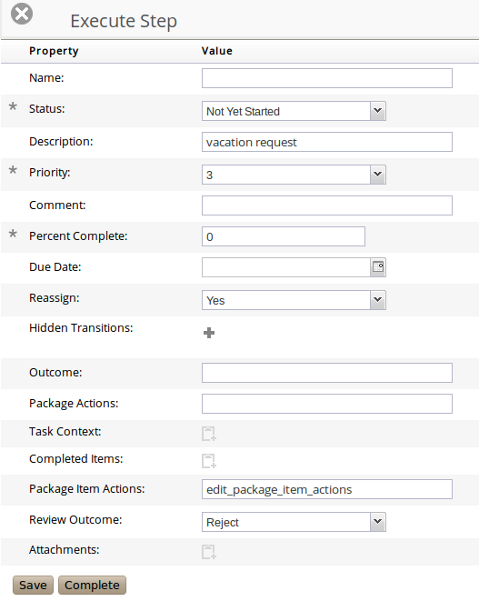 Execute Step
Property Value
Name:
* Status: Not Yet Started
Description: vacation request
* Priority: 3
Comment:
* Percent Complete: 0
Due Date:
Reassign: Yes
Hidden Transitions:
Outcome:
Package Actions:
Task Context:
Completed Items:
Package Item Actions: edit_package_item_actions
Review Outcome: Reject
Attachments:
Save Complete